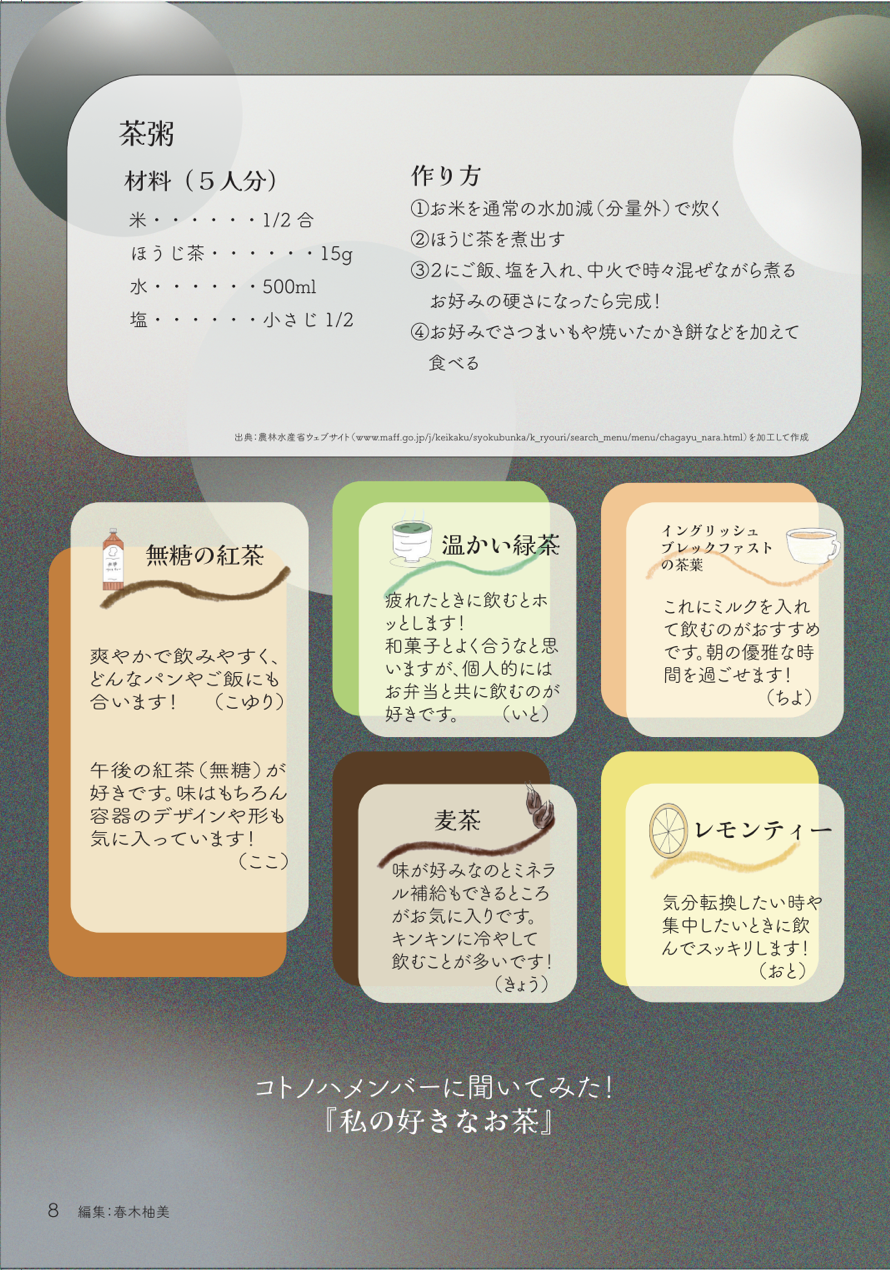 茶粥
材料（５人分）
米・・・・・・1/2 合
ほうじ茶・・・・・・15g
水・・・・・・500ml
塩・・・・・・小さじ 1/2
作り方
①お米を通常の水加減（分量外）で炊く
②ほうじ茶を煮出す
③２にご飯、塩を入れ、中火で時々混ぜながら煮る
お好みの硬さになったら完成！
④お好みでさつまいもや焼いたかき餅などを加えて
食べる
出典：農林水産省ウェブサイト（www.maff.go.jp/j/keikaku/syokubunka/k_ryouri/search_menu/menu/chagayu_nara.html）を加工して作成
無糖の紅茶
爽やかで飲みやすく、
どんなパンやご飯にも
合います！　（こゆり）
午後の紅茶（無糖）が
好きです。味はもちろん
容器のデザインや形も
気に入っています！
（ここ）
温かい緑茶
疲れたときに飲むとホ
ッとします！
和菓子とよく合うなと思
いますが、個人的には
お弁当と共に飲むのが
好きです。　（いと）
イングリッシュ
ブレックファスト
の茶葉
これにミルクを入れ
て飲むのがおすすめ
です。朝の優雅な時
間を過ごせます！
（ちよ）
麦茶
味が好みなのとミネラ
ル補給もできるところ
がお気に入りです。
キンキンに冷やして
飲むことが多いです！
（きょう）
レモンティー
気分転換したい時や
集中したいときに飲
んでスッキリします！
（おと）
コトノハメンバーに聞いてみた！
『私の好きなお茶』
8　編集：春木柚美